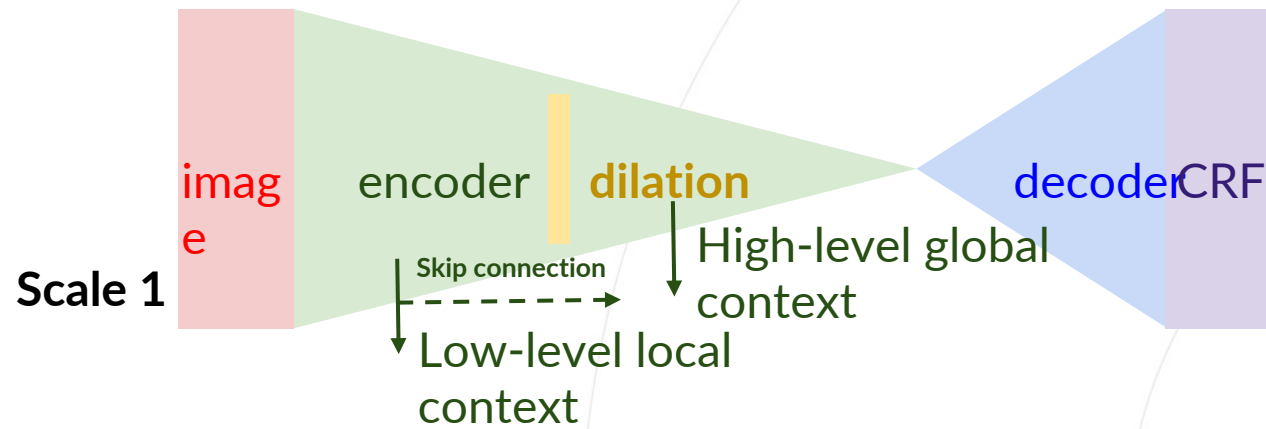 imag
e
encoder
dilation
decoder
CRF
High-level global
context
Skip connection
Scale 1
Low-level local
context